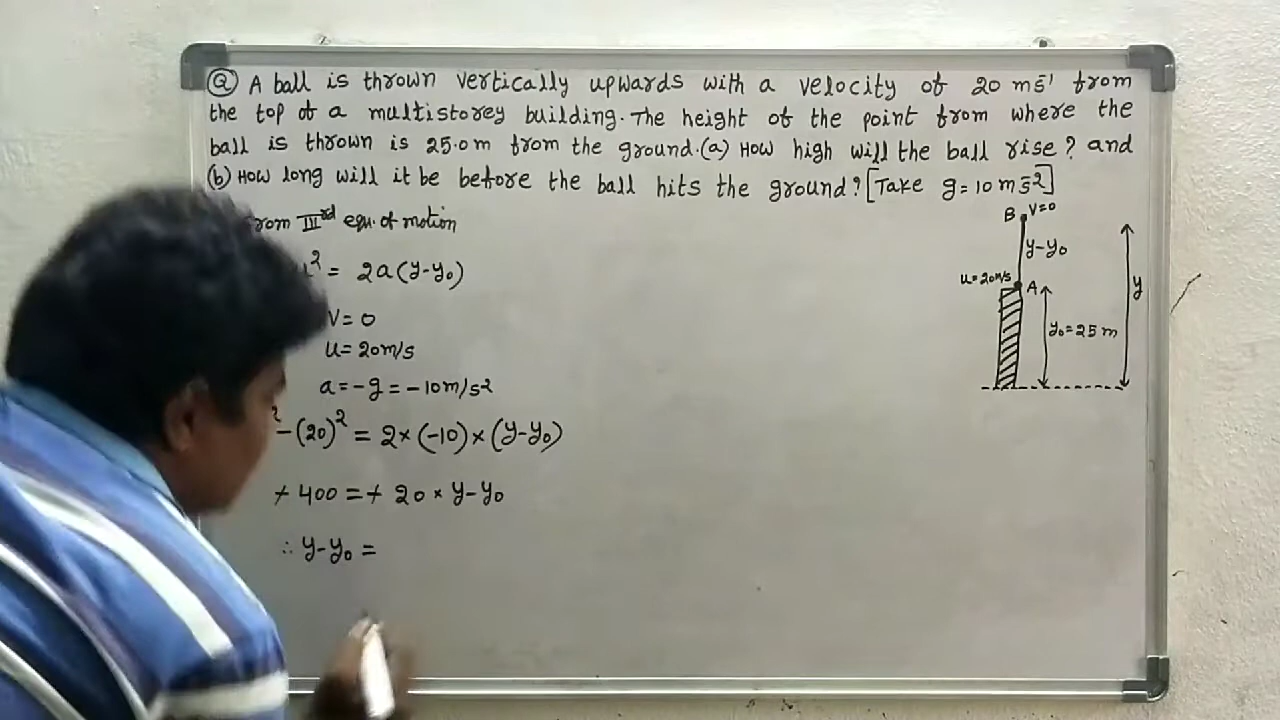 Q A ball is thrown vertically upwards with a velocity of 20 ms⁻¹ from
the top of a multistorey building. The height of the point from where the
ball is thrown is 25.0 m from the ground. (a) How high will the ball rise? and
(b) How long will it be before the ball hits the ground? [Take g = 10 ms⁻²]
rom IIIrd eqn. of motion
² = 2a(y-y₀)
V = 0
u = 20m/s
a = -g = -10m/s²
² -(20)² = 2×(-10)×(y-y₀)
+ 400 = + 20 × y-y₀
∴ y-y₀ =
B V=0
y-y₀
u=20m/s A
y
y₀=25 m